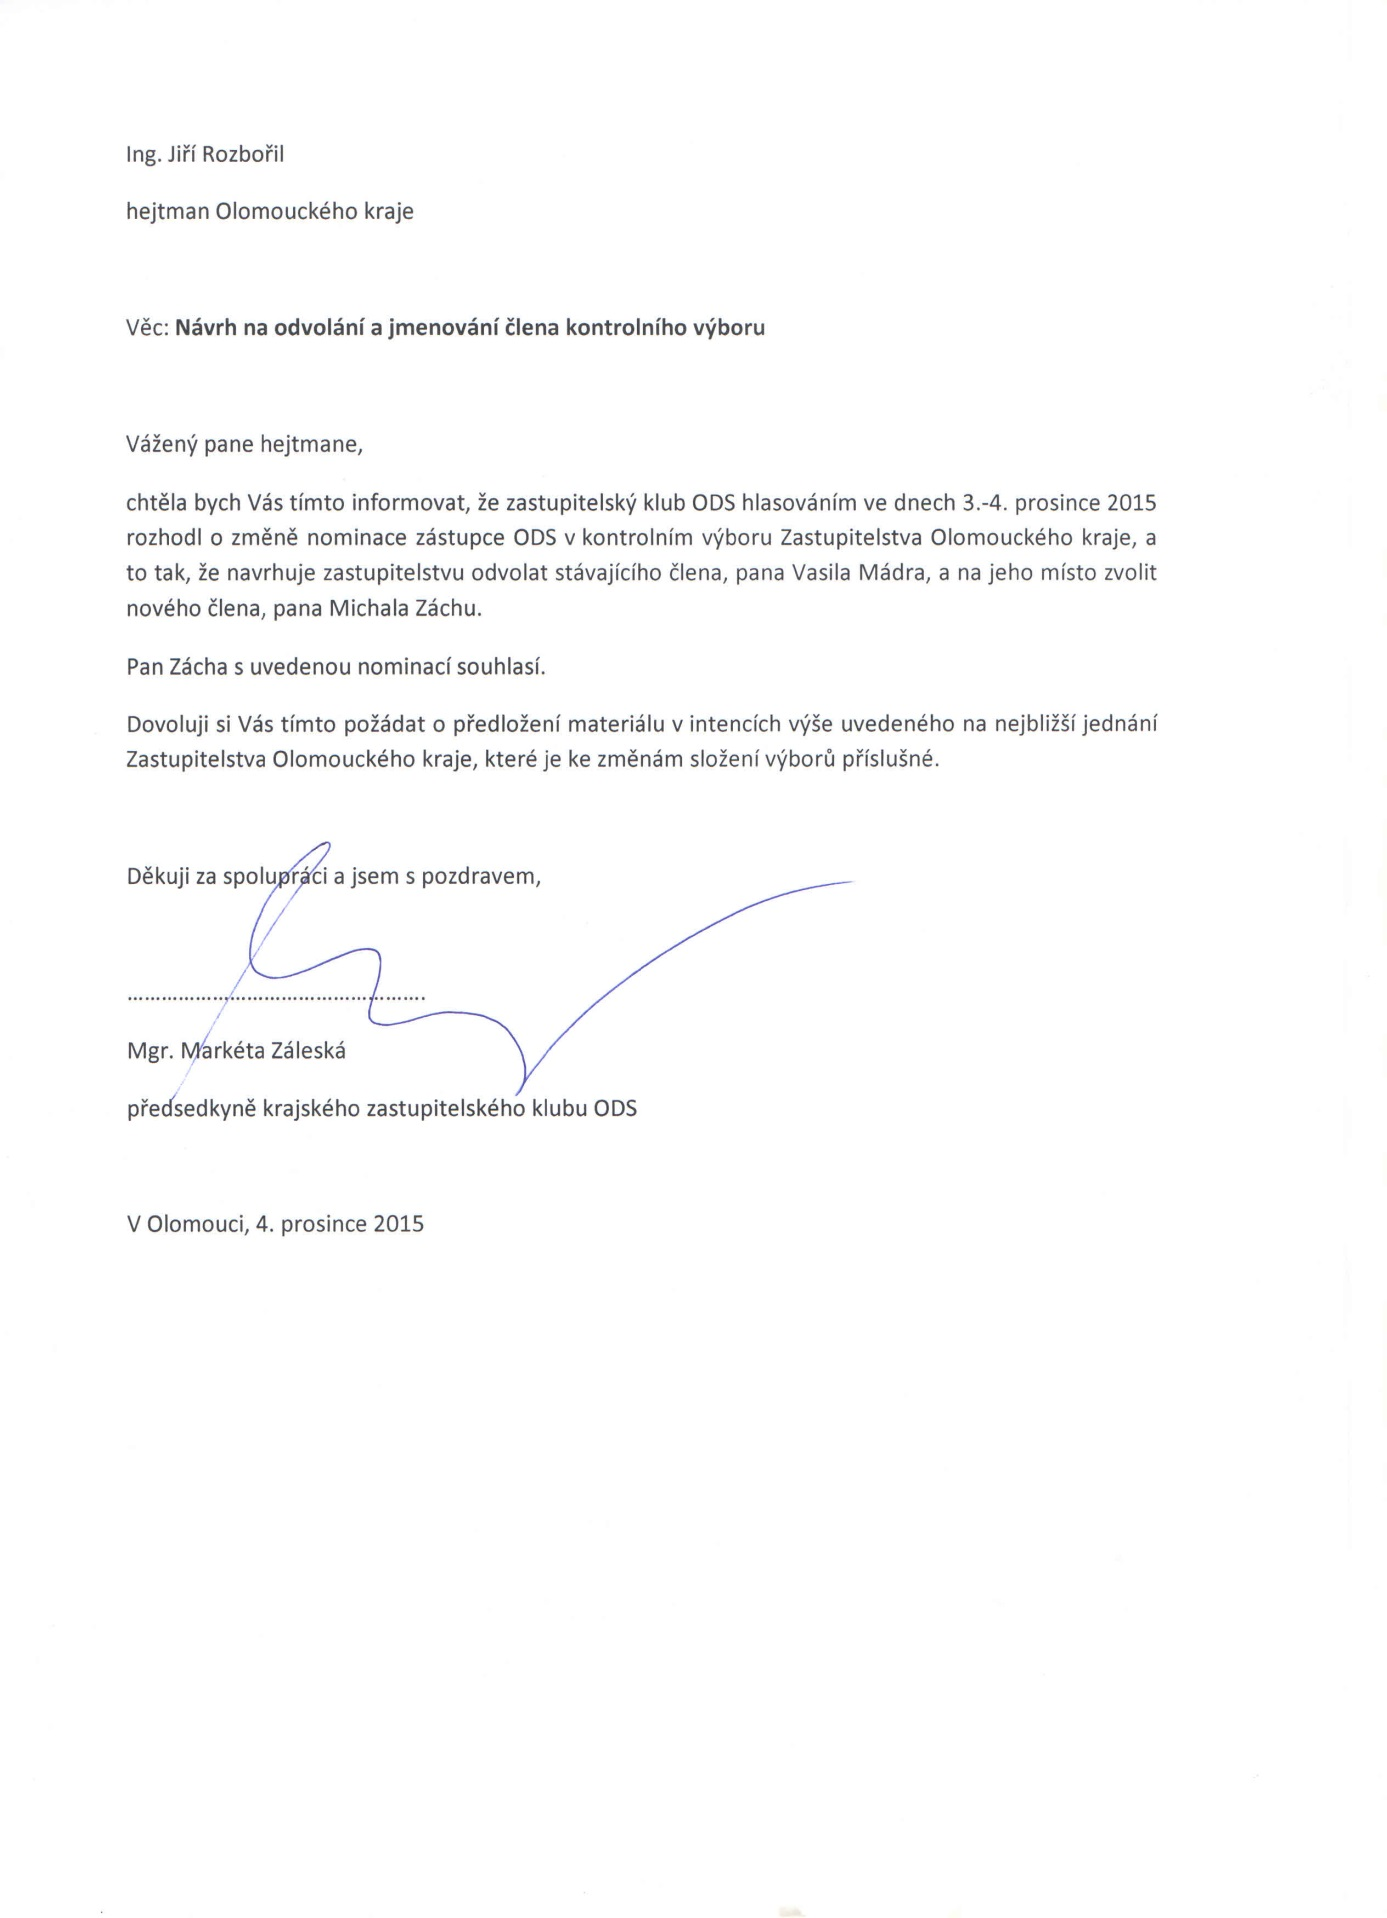 Ing. Jiří Rozbořil
hejtman Olomouckého kraje
Věc: Návrh na odvolání a jmenování člena kontrolního výboru
Vážený pane hejtmane,
chtěla bych Vás tímto informovat, že zastupitelský klub ODS hlasováním ve dnech 3.-4. prosince 2015
rozhodl o změně nominace zástupce ODS v kontrolním výboru Zastupitelstva Olomouckého kraje, a
to tak, že navrhuje zastupitelstvu odvolat stávajícího člena, pana Vasila Mádra, a na jeho místo zvolit
nového člena, pana Michala Záchu.
Pan Zácha s uvedenou nominací souhlasí.
Dovoluji si Vás tímto požádat o předložení materiálu v intencích výše uvedeného na nejbližší jednání
Zastupitelstva Olomouckého kraje, které je ke změnám složení výborů příslušné.
Děkuji za spolupráci a jsem s pozdravem,
...................................................
Mgr. Markéta Záleská
předsedkyně krajského zastupitelského klubu ODS
V Olomouci, 4. prosince 2015